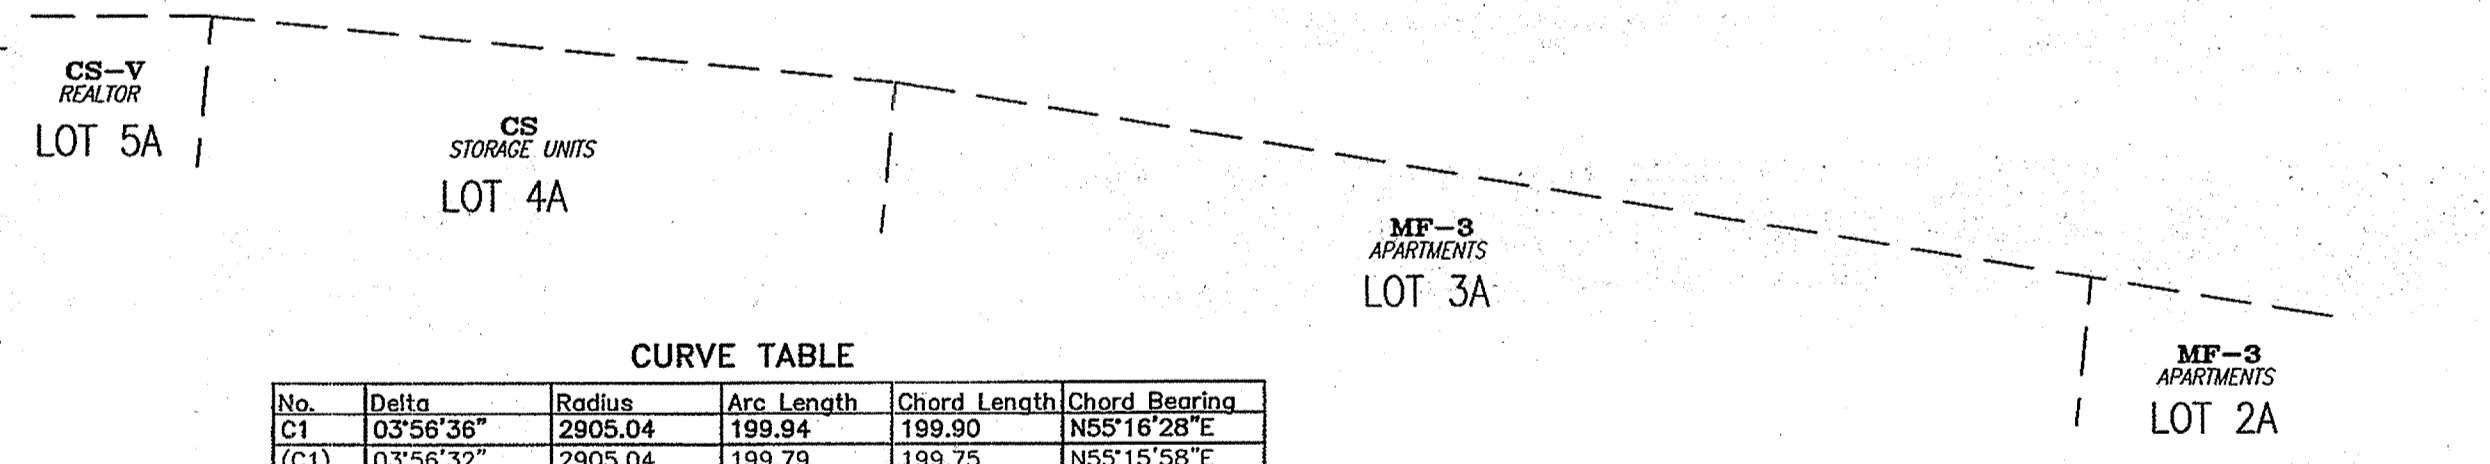 CS-V
REALTOR
LOT 5A
CS
STORAGE UNITS
LOT 4A
MF-3
APARTMENTS
LOT 3A
MF-3
APARTMENTS
LOT 2A
CURVE TABLE
No. Delta Radius Arc Length Chord Length Chord Bearing
C1 03°56'36" 2905.04 199.94 199.90 N55°16'28"E
(C1) 03°56'32" 2905.04 199.79 199.75 N55°15'58"E